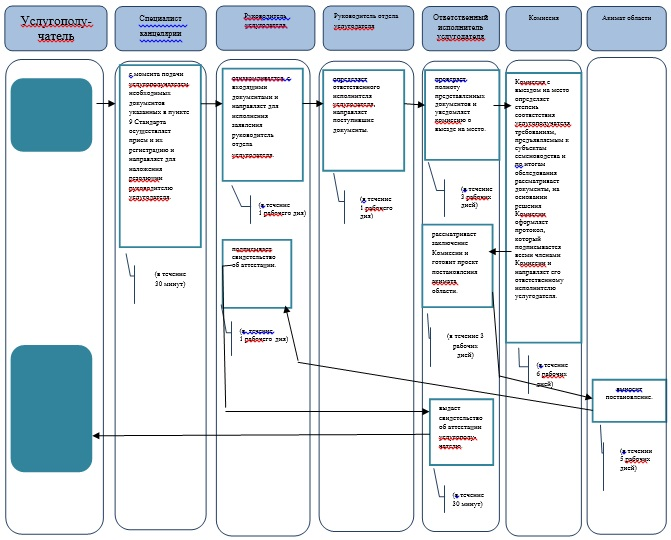 Услугополу-
чатель
Специалист
канцелярии
Руководитель
услугодателя
Руководитель отдела
услугодателя
Ответственный
исполнитель
услугодателя
Комиссия
Акимат области
С момента подачи
услугополучателем
необходимых
документов
указанных в пункте
9 Стандарта
осуществляет
прием и их
регистрацию и
направляет для
наложения
резолюции
руководителю
услугодателя.
(в течение
30 минут)
ознакамливается с
входящими
документами и
направляет для
исполнения
заявления
руководитель
отдела
услугодателя.
(в течение
1 рабочего дня)
подписывает
свидетельство
об аттестации.
(в течение
1 рабочего дня)
определяет
ответственного
исполнителя
услугодателя,
направляет
поступившие
документы.
(в течение
1 рабочего
дня)
проверяет
полноту
представленных
документов и
уведомляет
комиссию о
выезде на место.
(в течение
3 рабочих
дней)
рассматривает
заключение
Комиссии и
готовит проект
постановления
акимата
области.
(в течение 3
рабочих
дней)
выдает
свидетельство
об аттестации
услугополу-
чателю.
(в течение
30 минут)
Комиссия с
выездом на место
определяет
степень
соответствия
услугополучателя
требованиям,
предъявляемым к
субъектам
семеноводства и
по итогам
обследования
рассматривает
документы, на
основании
решения
Комиссии
оформляет
протокол,
который
подписывается
всеми членами
Комиссии и
направляет его
ответственному
исполнителю
услугодателя.
(в течение
6 рабочих
дней)
выносит
постановление.
(в течении
5 рабочих
дней)